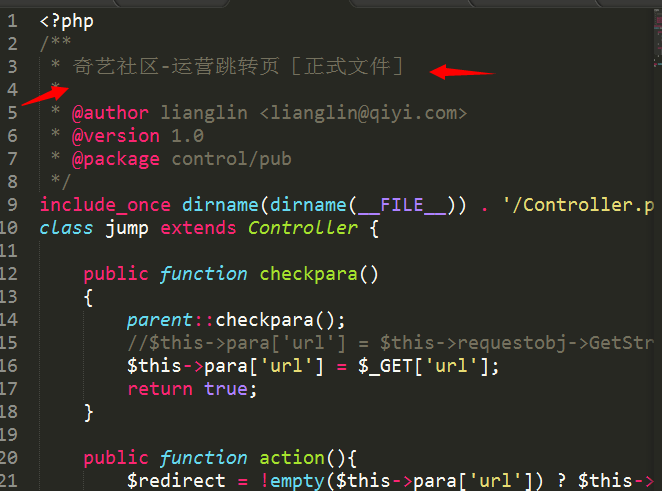 1 <?php
2 /**
3 * 奇艺社区-运营跳转页 [正式文件]
4 *
5 * @author lianglin <lianglin@qiyi.com>
6 * @version 1.0
7 * @package control/pub
8 */
9 include_once dirname(dirname(__FILE__)) . '/Controller.p
10 class jump extends Controller {
11
12 public function checkpara()
13 {
14 parent::checkpara();
15 //$this->para['url'] = $this->requestobj->GetStr
16 $this->para['url'] = $_GET['url'];
17 return true;
18 }
19
20 public function action(){
21 $redirect = !empty($this->para['url']) ? $this->